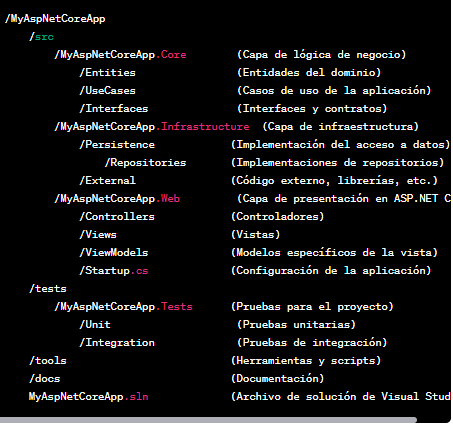 /MyAspNetCoreApp
/src
/MyAspNetCoreApp.Core (Capa de lógica de negocio)
/Entities (Entidades del dominio)
/UseCases (Casos de uso de la aplicación)
/Interfaces (Interfaces y contratos)
/MyAspNetCoreApp.Infrastructure (Capa de infraestructura)
/Persistence (Implementación del acceso a datos)
/Repositories (Implementaciones de repositorios)
/External (Código externo, librerías, etc.)
/MyAspNetCoreApp.Web (Capa de presentación en ASP.NET C
/Controllers (Controladores)
/Views (Vistas)
/ViewModels (Modelos específicos de la vista)
/Startup.cs (Configuración de la aplicación)
/tests
/MyAspNetCoreApp.Tests (Pruebas para el proyecto)
/Unit (Pruebas unitarias)
/Integration (Pruebas de integración)
/tools (Herramientas y scripts)
/docs (Documentación)
MyAspNetCoreApp.sln (Archivo de solución de Visual Stud